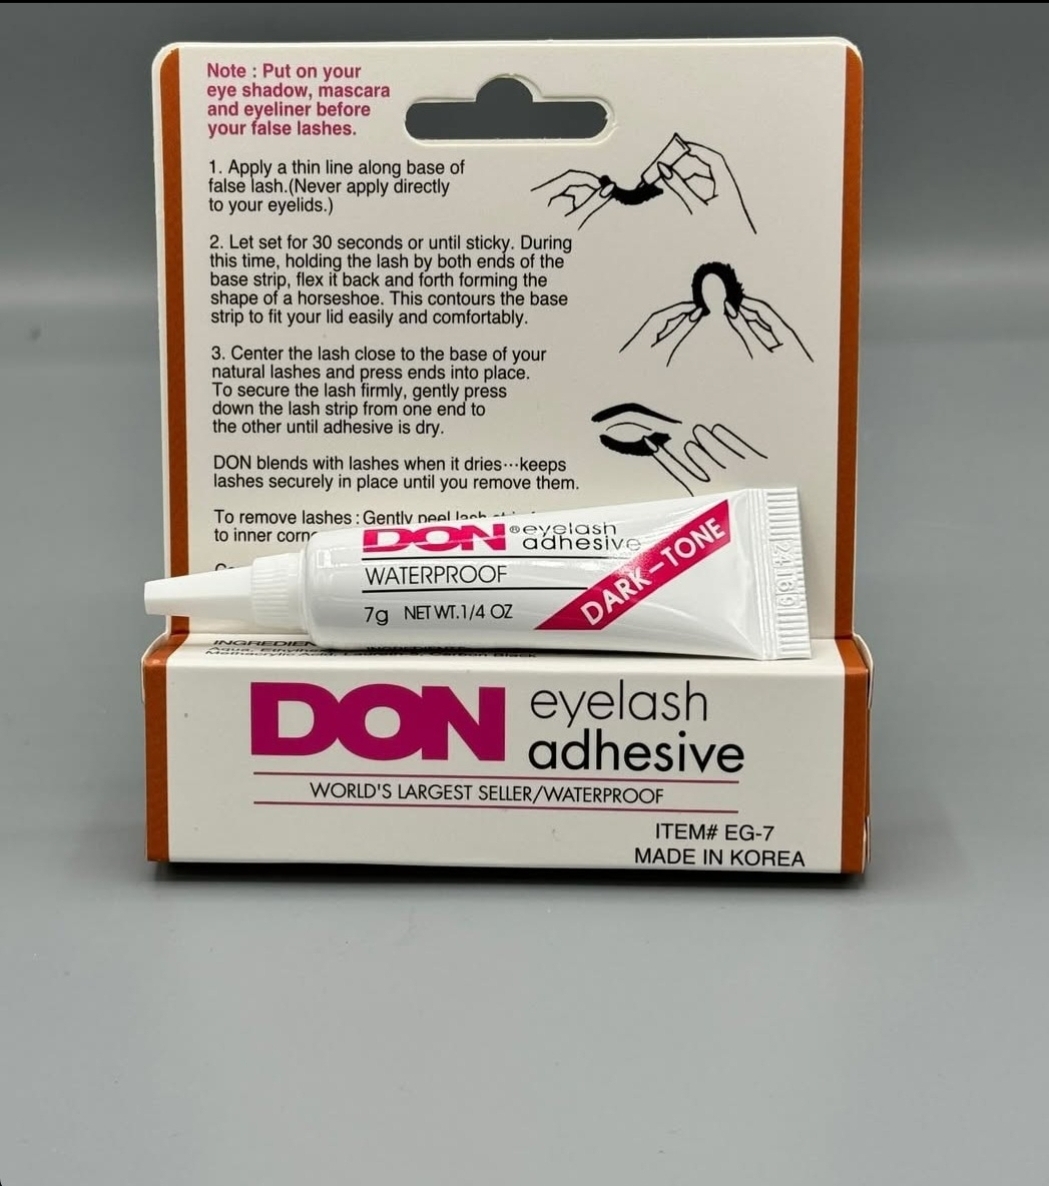 Note : Put on your
eye shadow, mascara
and eyeliner before
your false lashes.
1. Apply a thin line along base of
false lash.(Never apply directly
to your eyelids.)
2. Let set for 30 seconds or until sticky. During
this time, holding the lash by both ends of the
base strip, flex it back and forth forming the
shape of a horseshoe. This contours the base
strip to fit your lid easily and comfortably.
3. Center the lash close to the base of your
natural lashes and press ends into place.
To secure the lash firmly, gently press
down the lash strip from one end to
the other until adhesive is dry.
DON blends with lashes when it dries…keeps
lashes securely in place until you remove them.
To remove lashes : Gently peel lash
to inner
DON ® eyelash
adhesive
WATERPROOF
7g NET WT.1/4 OZ
DARK–TONE
DON eyelash
adhesive
WORLD'S LARGEST SELLER/WATERPROOF
ITEM# EG-7
MADE IN KOREA